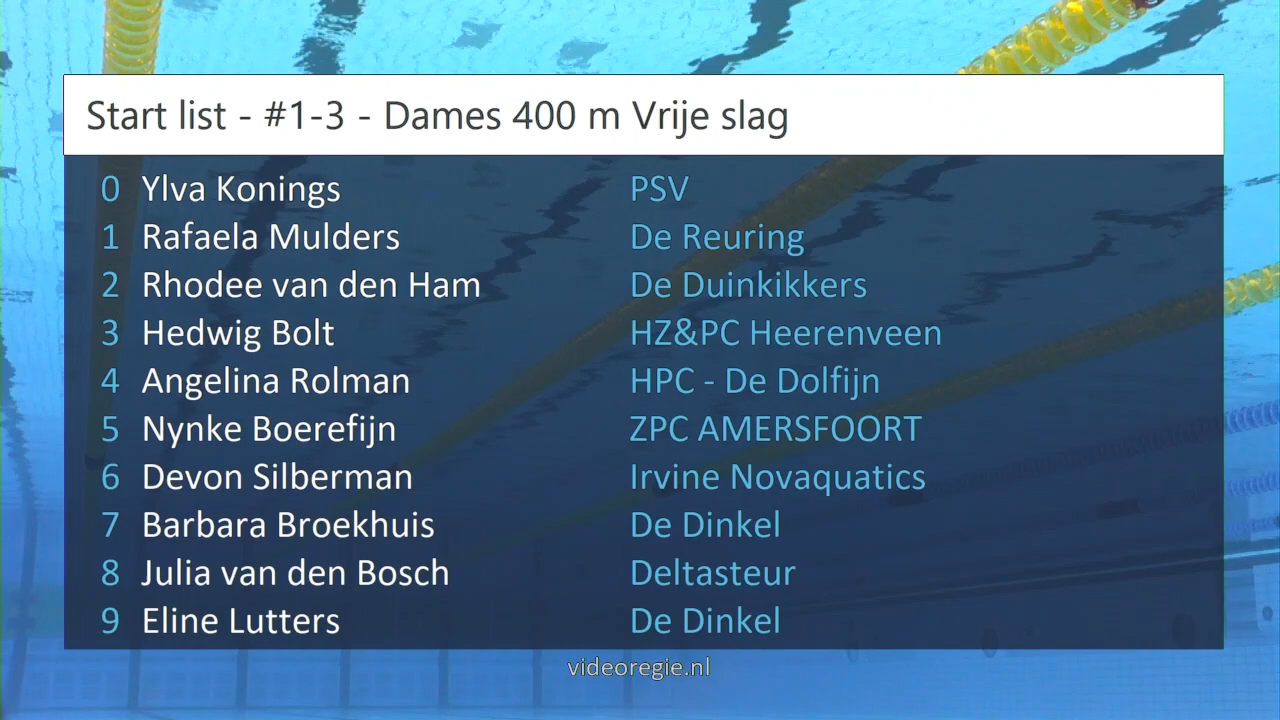 Start list - #1-3 - Dames 400 m Vrije slag
0 Ylva Konings PSV
1 Rafaela Mulders De Reuring
2 Rhodee van den Ham De Duinkikkers
3 Hedwig Bolt HZ&PC Heerenveen
4 Angelina Rolman HPC - De Dolfijn
5 Nynke Boerefijn ZPC AMERSFOORT
6 Devon Silberman Irvine Novaquatics
7 Barbara Broekhuis De Dinkel
8 Julia van den Bosch Deltasteur
9 Eline Lutters De Dinkel
videoregie.nl